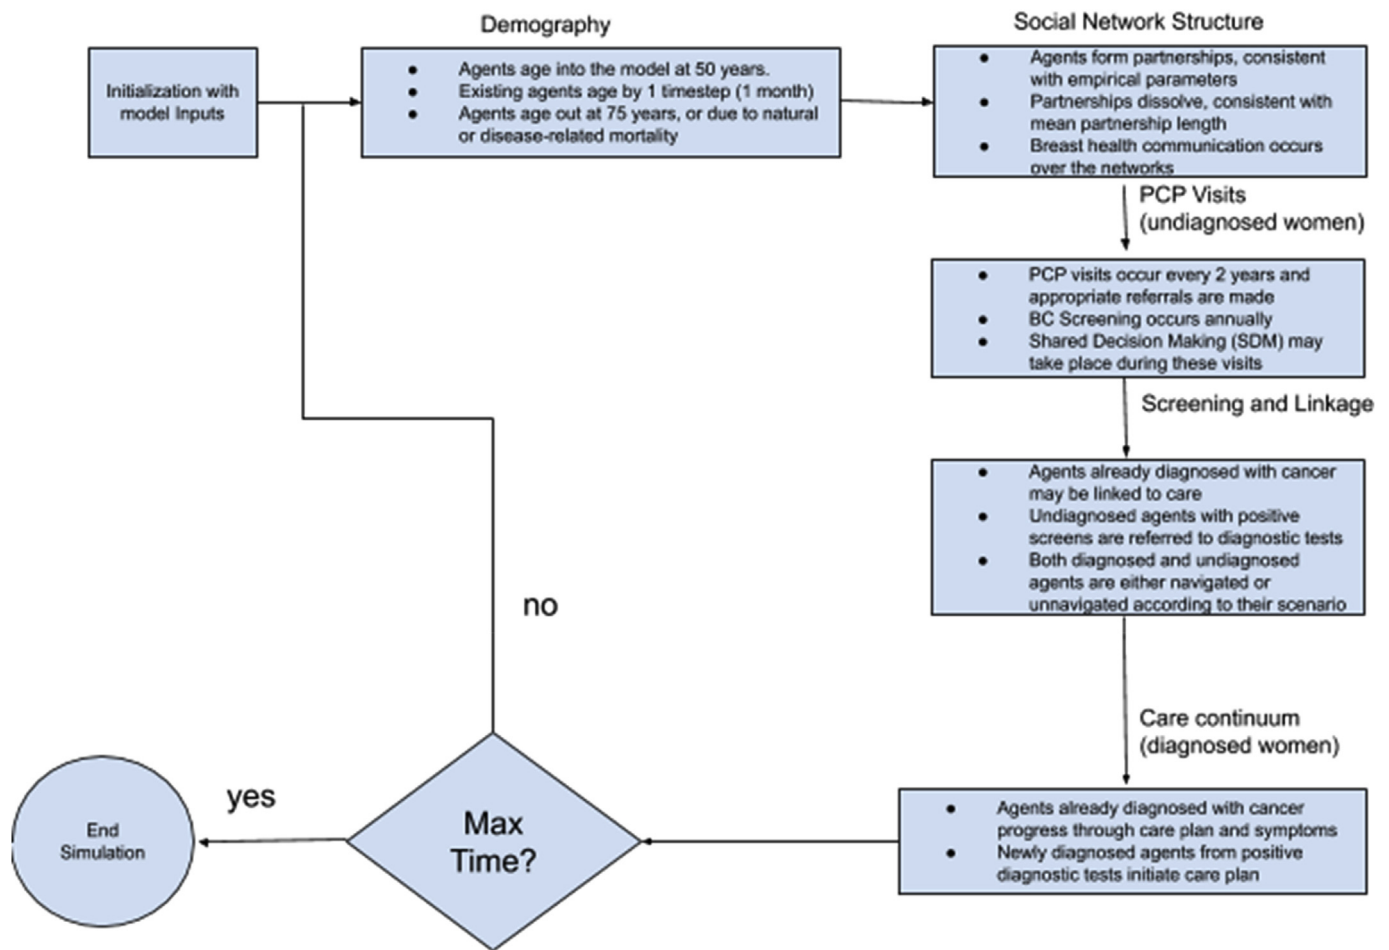 Demography
Social Network Structure
Initialization with
model Inputs
● Agents age into the model at 50 years.
● Existing agents age by 1 timestep (1 month)
● Agents age out at 75 years, or due to natural
or disease-related mortality
● Agents form partnerships, consistent
with empirical parameters
● Partnerships dissolve, consistent with
mean partnership length
● Breast health communication occurs
over the networks
PCP Visits
(undiagnosed women)
● PCP visits occur every 2 years and
appropriate referrals are made
● BC Screening occurs annually
● Shared Decision Making (SDM) may
take place during these visits
Screening and Linkage
● Agents already diagnosed with cancer
may be linked to care
● Undiagnosed agents with positive
screens are referred to diagnostic tests
● Both diagnosed and undiagnosed
agents are either navigated or
unnavigated according to their scenario
Care continuum
(diagnosed women)
● Agents already diagnosed with cancer
progress through care plan and symptoms
● Newly diagnosed agents from positive
diagnostic tests initiate care plan
Max
Time?
no
yes
End
Simulation